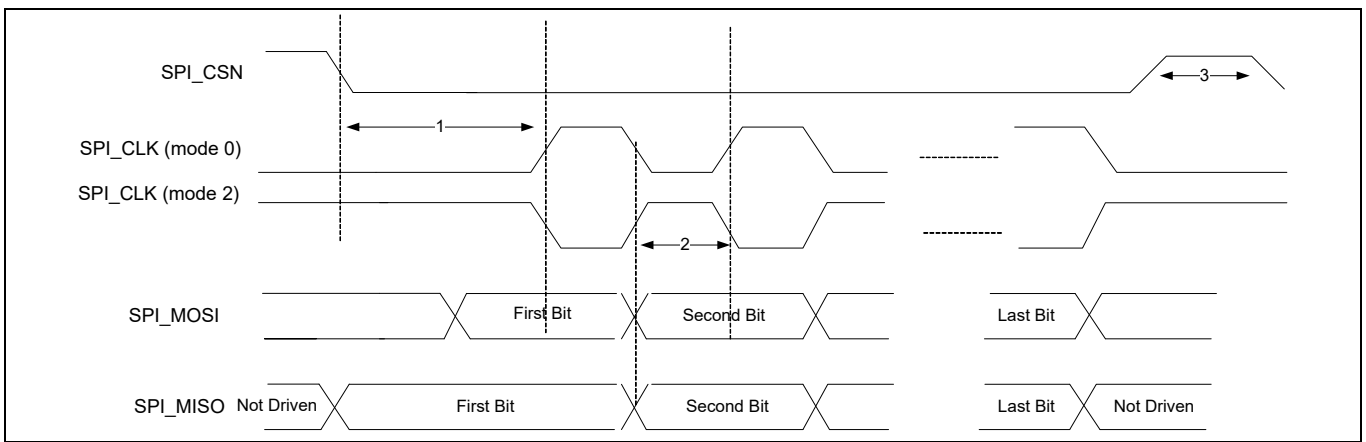 SPI_CSN
3
1
SPI_CLK (mode 0)
SPI_CLK (mode 2)
2
SPI_MOSI First Bit Second Bit Last Bit
SPI_MISO Not Driven First Bit Second Bit Last Bit Not Driven